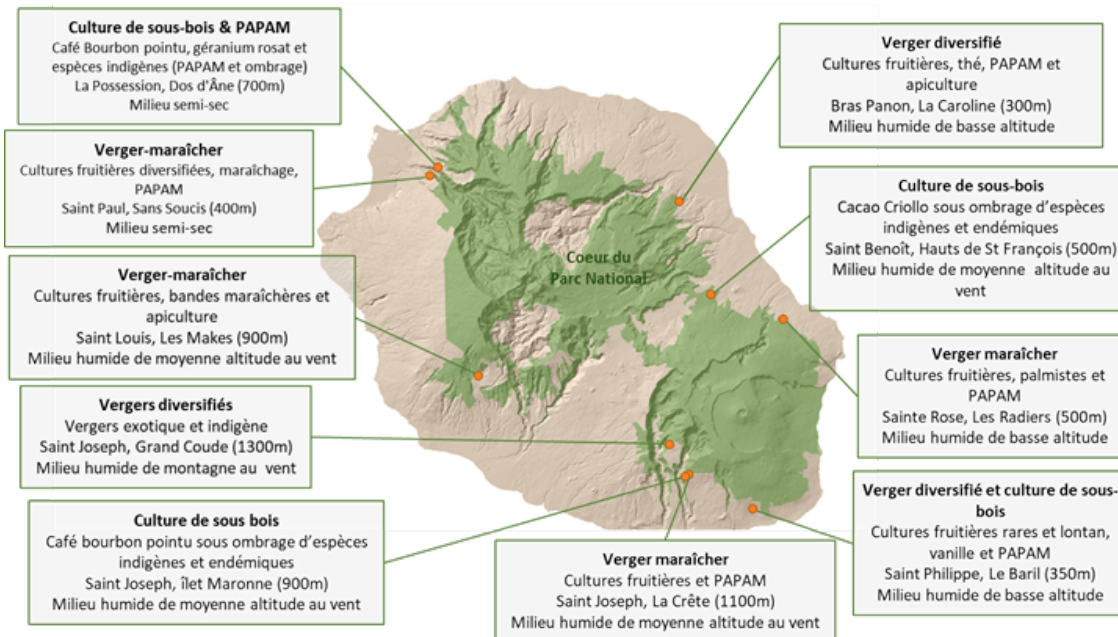 Culture de sous-bois & PAPAM
Café Bourbon pointu, géranium rosat et
espèces indigènes (PAPAM et ombrage)
La Possession, Dos d'Âne (700m)
Milieu semi-sec
Verger-maraîcher
Cultures fruitières diversifiées, maraîchage,
PAPAM
Saint Paul, Sans Soucis (400m)
Milieu semi-sec
Verger-maraîcher
Cultures fruitières, bandes maraîchères et
apiculture
Saint Louis, Les Makes (900m)
Milieu humide de moyenne altitude au vent
Vergers diversifiés
Vergers exotique et indigène
Saint Joseph, Grand Coude (1300m)
Milieu humide de montagne au vent
Culture de sous bois
Café bourbon pointu sous ombrage d'espèces
indigènes et endémiques
Saint Joseph, îlet Maronne (900m)
Milieu humide de moyenne altitude au vent
Coeur du
Parc National
Verger diversifié
Cultures fruitières, thé, PAPAM et
apiculture
Bras Panon, La Caroline (300m)
Milieu humide de basse altitude
Culture de sous-bois
Cacao Criollo sous ombrage d'espèces
indigènes et endémiques
Saint Benoît, Hauts de St François (500m)
Milieu humide de moyenne altitude au
vent
Verger maraîcher
Cultures fruitières, palmistes et
PAPAM
Sainte Rose, Les Radiers (500m)
Milieu humide de basse altitude
Verger diversifié et culture de sous-
bois
Cultures fruitières rares et lontan,
vanille et PAPAM
Saint Philippe, Le Baril (350m)
Milieu humide de basse altitude
Verger maraîcher
Cultures fruitières et PAPAM
Saint Joseph, La Crête (1100m)
Milieu humide de moyenne altitude au vent